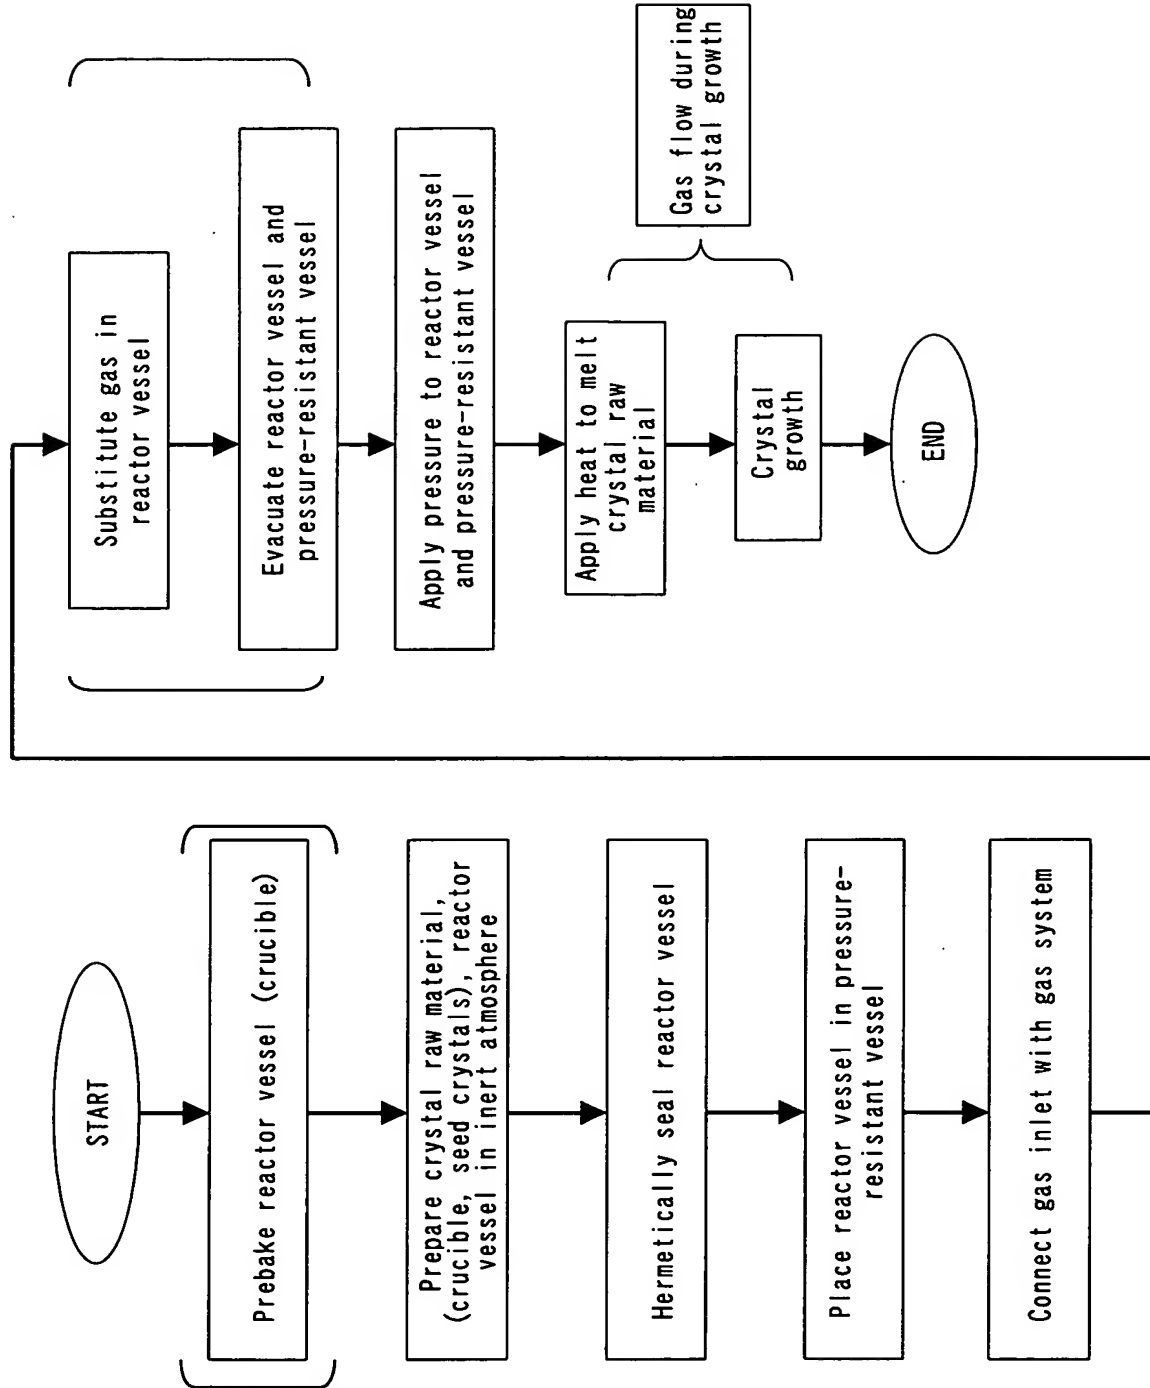 START
Prebake reactor vessel (crucible)
Prepare crystal raw material,
(crucible, seed crystals), reactor
vessel in inert atmosphere
Hermetically seal reactor vessel
Place reactor vessel in pressure-
resistant vessel
Connect gas inlet with gas system
Substitute gas in
reactor vessel
Evacuate reactor vessel and
pressure-resistant vessel
Apply pressure to reactor vessel
and pressure-resistant vessel
Apply heat to melt
crystal raw
material
Gas flow during
crystal growth
Crystal
growth
END